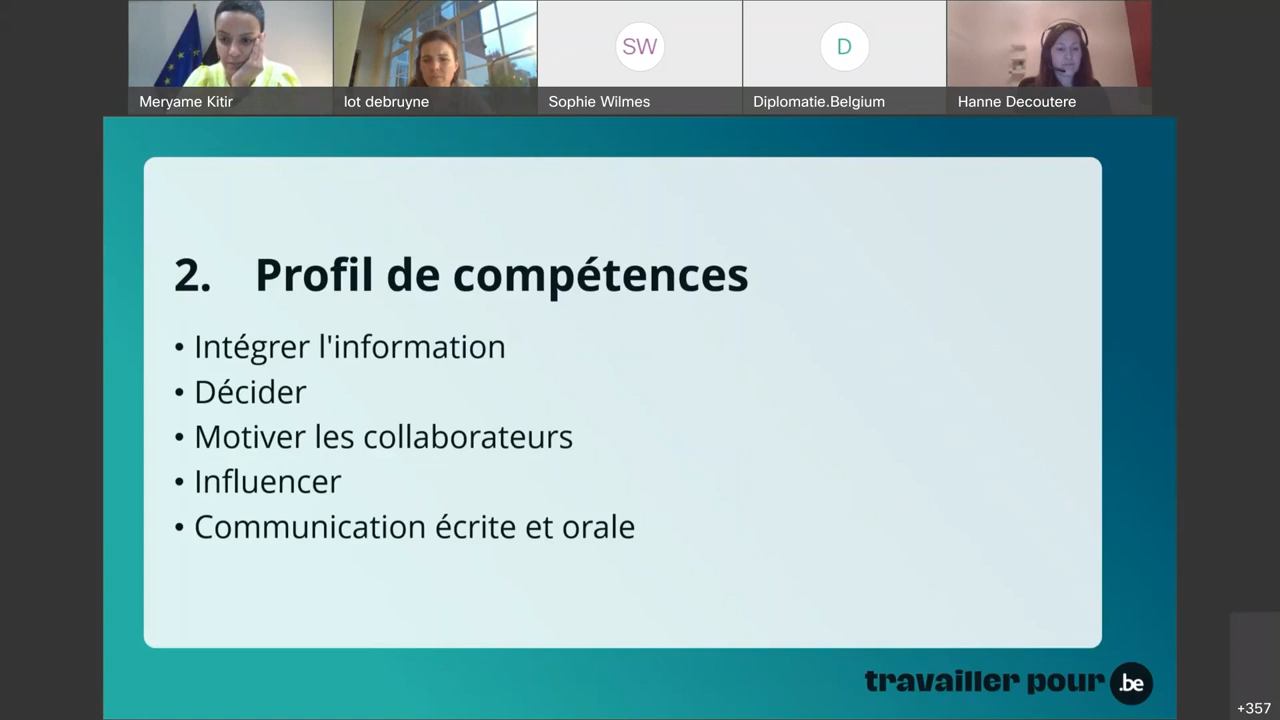 SW
D
Meryame Kitir
lot debruyne
Sophie Wilmes
Diplomatie.Belgium
Hanne Decoutere
2. Profil de compétences
• Intégrer l'information
• Décider
• Motiver les collaborateurs
• Influencer
• Communication écrite et orale
travailler pour .be
+357